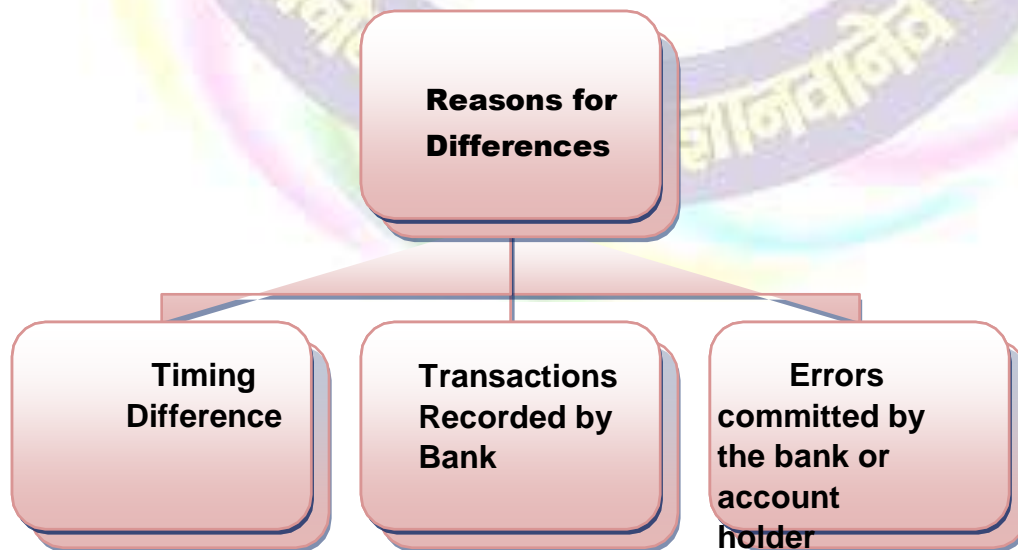 Reasons for
Differences
Timing
Difference
Transactions
Recorded by
Bank
Errors
committed by
the bank or
account
holder